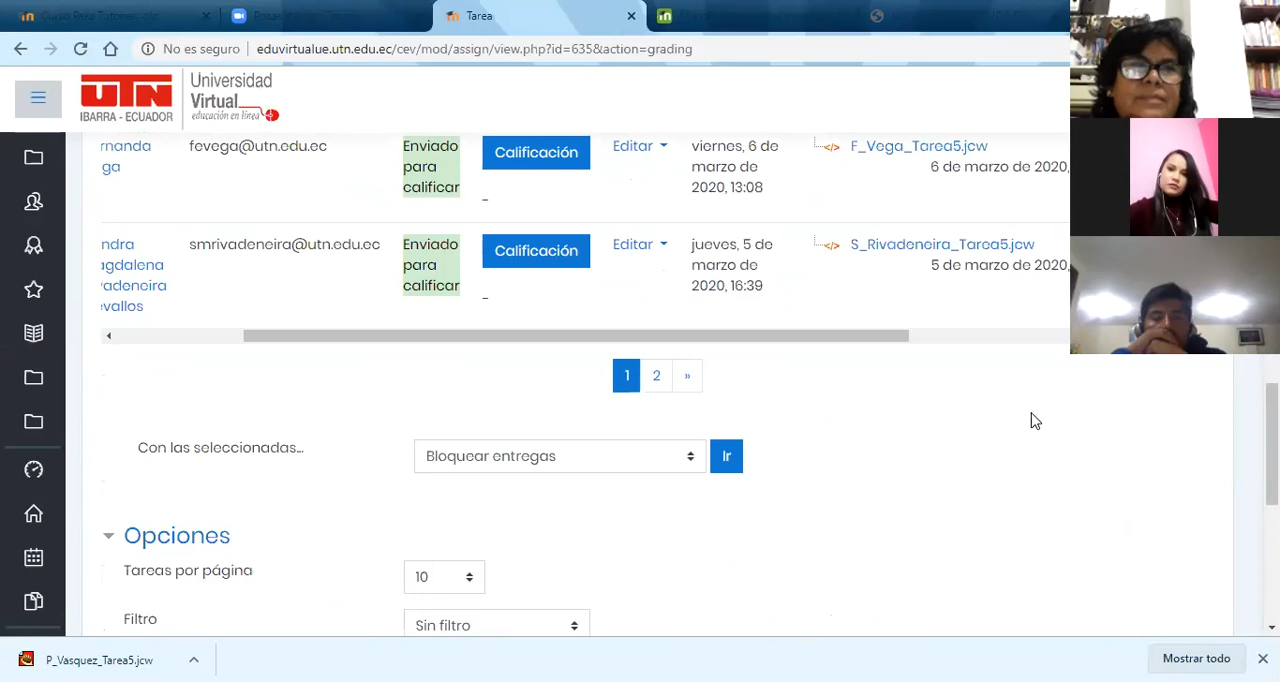 Tarea
No es seguro
eduvirtualue.utn.edu.ec/cev/mod/assign/view.php?id=635&action=grading
UTN
IBARRA - ECUADOR
Universidad
Virtual
educación en línea
rnanda
ga
fevega@utn.edu.ec
Enviado
para
calificar
Calificación
-
Editar
viernes, 6 de
marzo de
2020, 13:08
F_Vega_Tarea5.jcw
6 de marzo de 2020,
ndra
agdalena
vadeneira
evallos
smrivadeneira@utn.edu.ec
Enviado
para
calificar
Calificación
-
Editar
jueves, 5 de
marzo de
2020, 16:39
S_Rivadeneira_Tarea5.jcw
5 de marzo de 2020,
1 2 »
Con las seleccionadas...
Bloquear entregas
Ir
Opciones
Tareas por página
10
Filtro
Sin filtro
P_Vasquez_Tarea5.jcw
Mostrar todo